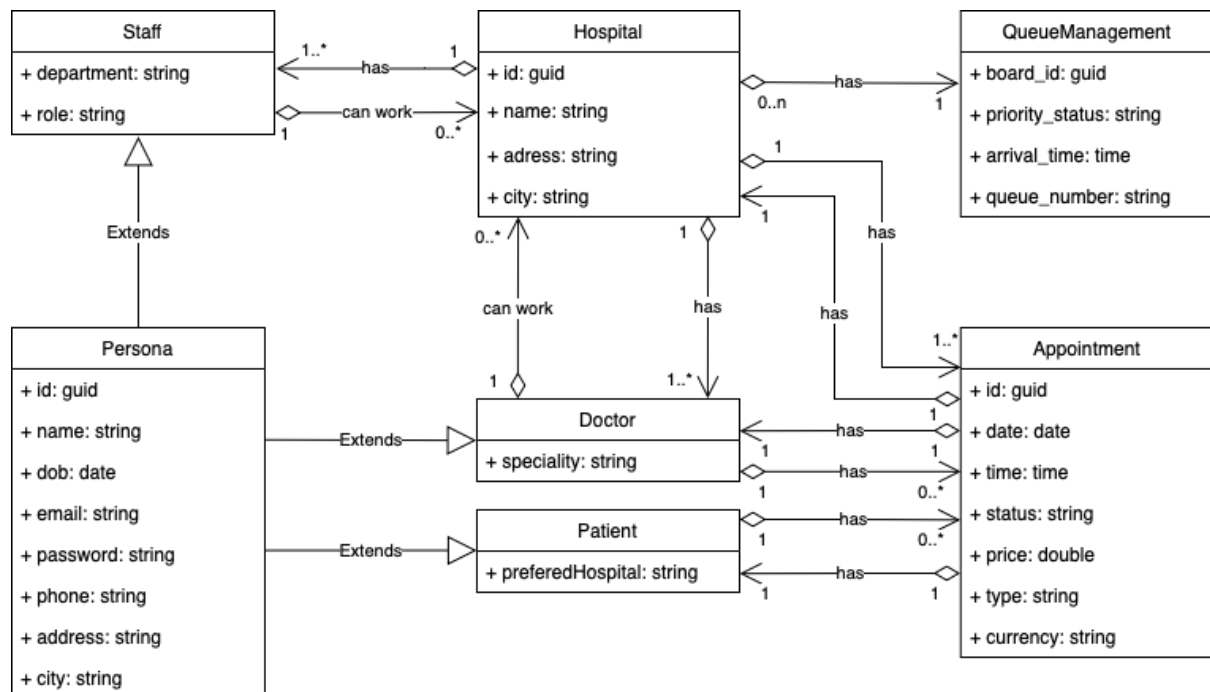 Staff
+ department: string
+ role: string
Hospital
+ id: guid
+ name: string
+ adress: string
+ city: string
QueueManagement
+ board_id: guid
+ priority_status: string
+ arrival_time: time
+ queue_number: string
1..*
has
1
1
can work
0..*
0..n
has
1
1
has
1..*
1
has
1
Extends
0..*
can work
1
1
has
1..*
Persona
+ id: guid
+ name: string
+ dob: date
+ email: string
+ password: string
+ phone: string
+ address: string
+ city: string
Extends
Doctor
+ speciality: string
Extends
Patient
+ preferedHospital: string
1
has
1
1
has
0..*
1
has
0..*
1
has
1
Appointment
+ id: guid
+ date: date
+ time: time
+ status: string
+ price: double
+ type: string
+ currency: string